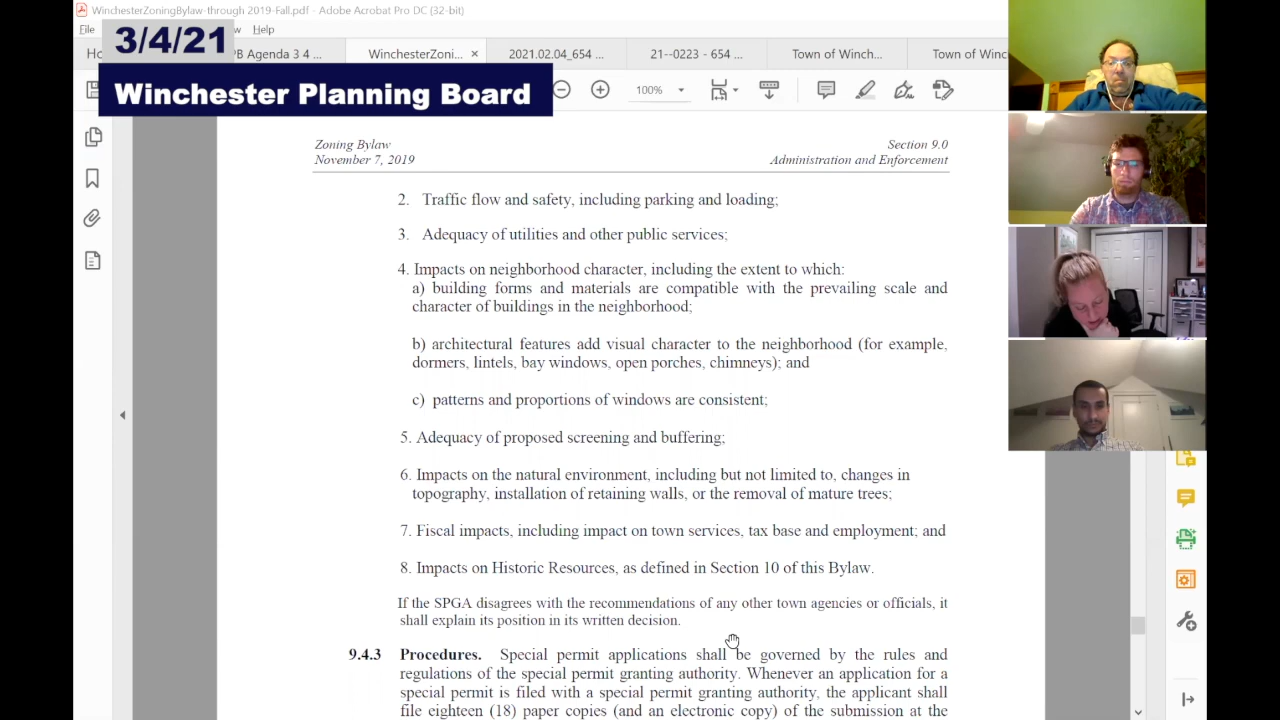 WinchesterZoningBylaw-through 2019-Fall.pdf - Adobe Acrobat Pro DC (32-bit)
File w Help
3/4/21
Ho PB Agenda 3 4 ... WinchesterZoni... × 2021.02.04_654 ... 21--0223 - 654 ... Town of Winch... Town of Winc
Winchester Planning Board
100%
Zoning Bylaw Section 9.0
November 7, 2019 Administration and Enforcement
2. Traffic flow and safety, including parking and loading;
3. Adequacy of utilities and other public services;
4. Impacts on neighborhood character, including the extent to which:
a) building forms and materials are compatible with the prevailing scale and
character of buildings in the neighborhood;
b) architectural features add visual character to the neighborhood (for example,
dormers, lintels, bay windows, open porches, chimneys); and
c) patterns and proportions of windows are consistent;
5. Adequacy of proposed screening and buffering;
6. Impacts on the natural environment, including but not limited to, changes in
topography, installation of retaining walls, or the removal of mature trees;
7. Fiscal impacts, including impact on town services, tax base and employment; and
8. Impacts on Historic Resources, as defined in Section 10 of this Bylaw.
If the SPGA disagrees with the recommendations of any other town agencies or officials, it
shall explain its position in its written decision.
9.4.3 Procedures. Special permit applications shall be governed by the rules and
regulations of the special permit granting authority. Whenever an application for a
special permit is filed with a special permit granting authority, the applicant shall
file eighteen (18) paper copies (and an electronic copy) of the submission at the